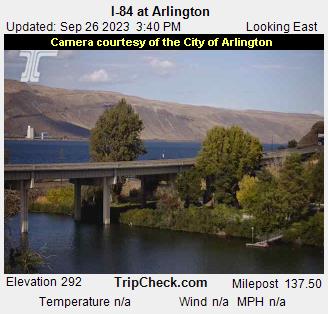 I-84 at Arlington
Updated: Sep 26 2023 3:40 PM Looking East
Camera courtesy of the City of Arlington
Elevation 292 TripCheck.com Milepost 137.50
Temperature n/a Wind n/a MPH n/a